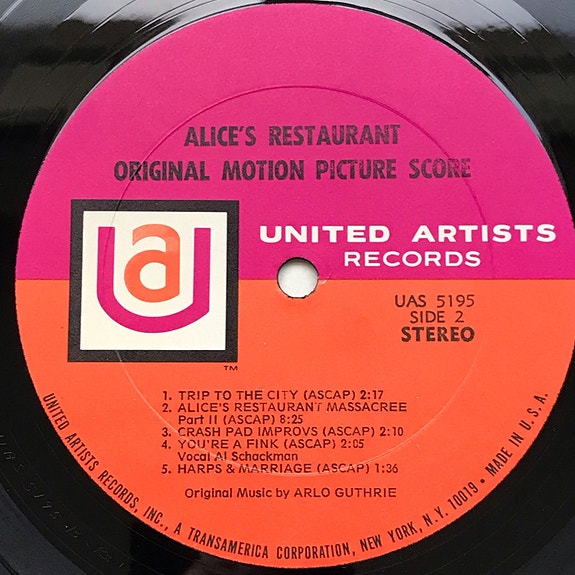 ALICE'S RESTAURANT
ORIGINAL MOTION PICTURE SCORE
ua
UNITED ARTISTS
RECORDS
TM
UAS 5195
SIDE 2
STEREO
1. TRIP TO THE CITY (ASCAP) 2:17
2. ALICE'S RESTAURANT MASSACREE
Part II (ASCAP) 8:25
3. CRASH PAD IMPROVS (ASCAP) 2:10
4. YOU'RE A FINK (ASCAP) 2:05
Vocal Al Schackman
5. HARPS & MARRIAGE (ASCAP) 1:36
Original Music by ARLO GUTHRIE
UNITED ARTISTS RECORDS, INC., A TRANSAMERICA CORPORATION, NEW YORK, N.Y. 10019 • MADE IN U.S.A.